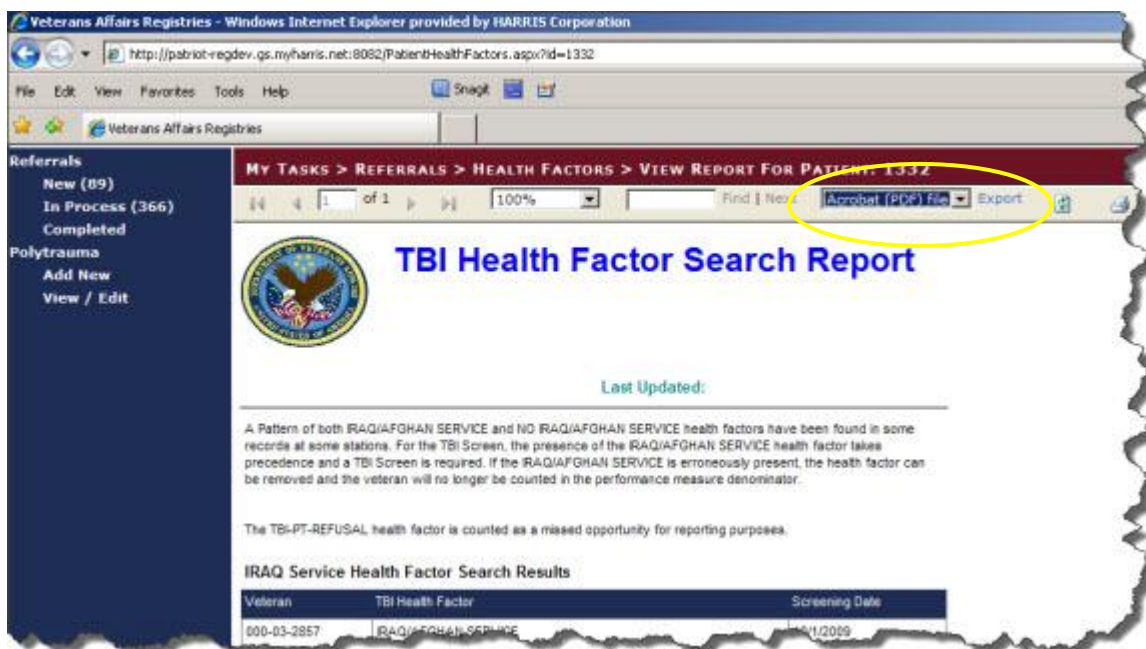 Veterans Affairs Registries - Windows Internet Explorer provided by HARRIS Corporation
http://patriot-regdev.gs.myharris.net:8082/PatientHealthFactors.aspx?id=1332
File Edit View Favorites Tools Help Snagit
Veterans Affairs Registries
Referrals
New (89)
In Process (366)
Completed
Polytrauma
Add New
View / Edit
MY TASKS > REFERRALS > HEALTH FACTORS > VIEW REPORT FOR PATIENT: 1332
1 of 1 100% Find | Next Acrobat (PDF) file Export
TBI Health Factor Search Report
Last Updated:
A Pattern of both IRAQ/AFGHAN SERVICE and NO IRAQ/AFGHAN SERVICE health factors have been found in some
records at some stations. For the TBI Screen, the presence of the IRAQ/AFGHAN SERVICE health factor takes
precedence and a TBI Screen is required. If the IRAQ/AFGHAN SERVICE is erroneously present, the health factor can
be removed and the veteran will no longer be counted in the performance measure denominator.
The TBI-PT-REFUSAL health factor is counted as a missed opportunity for reporting purposes.
IRAQ Service Health Factor Search Results
Veteran TBI Health Factor Screening Date
000-03-2857 IRAQ/AFGHAN SERVICE